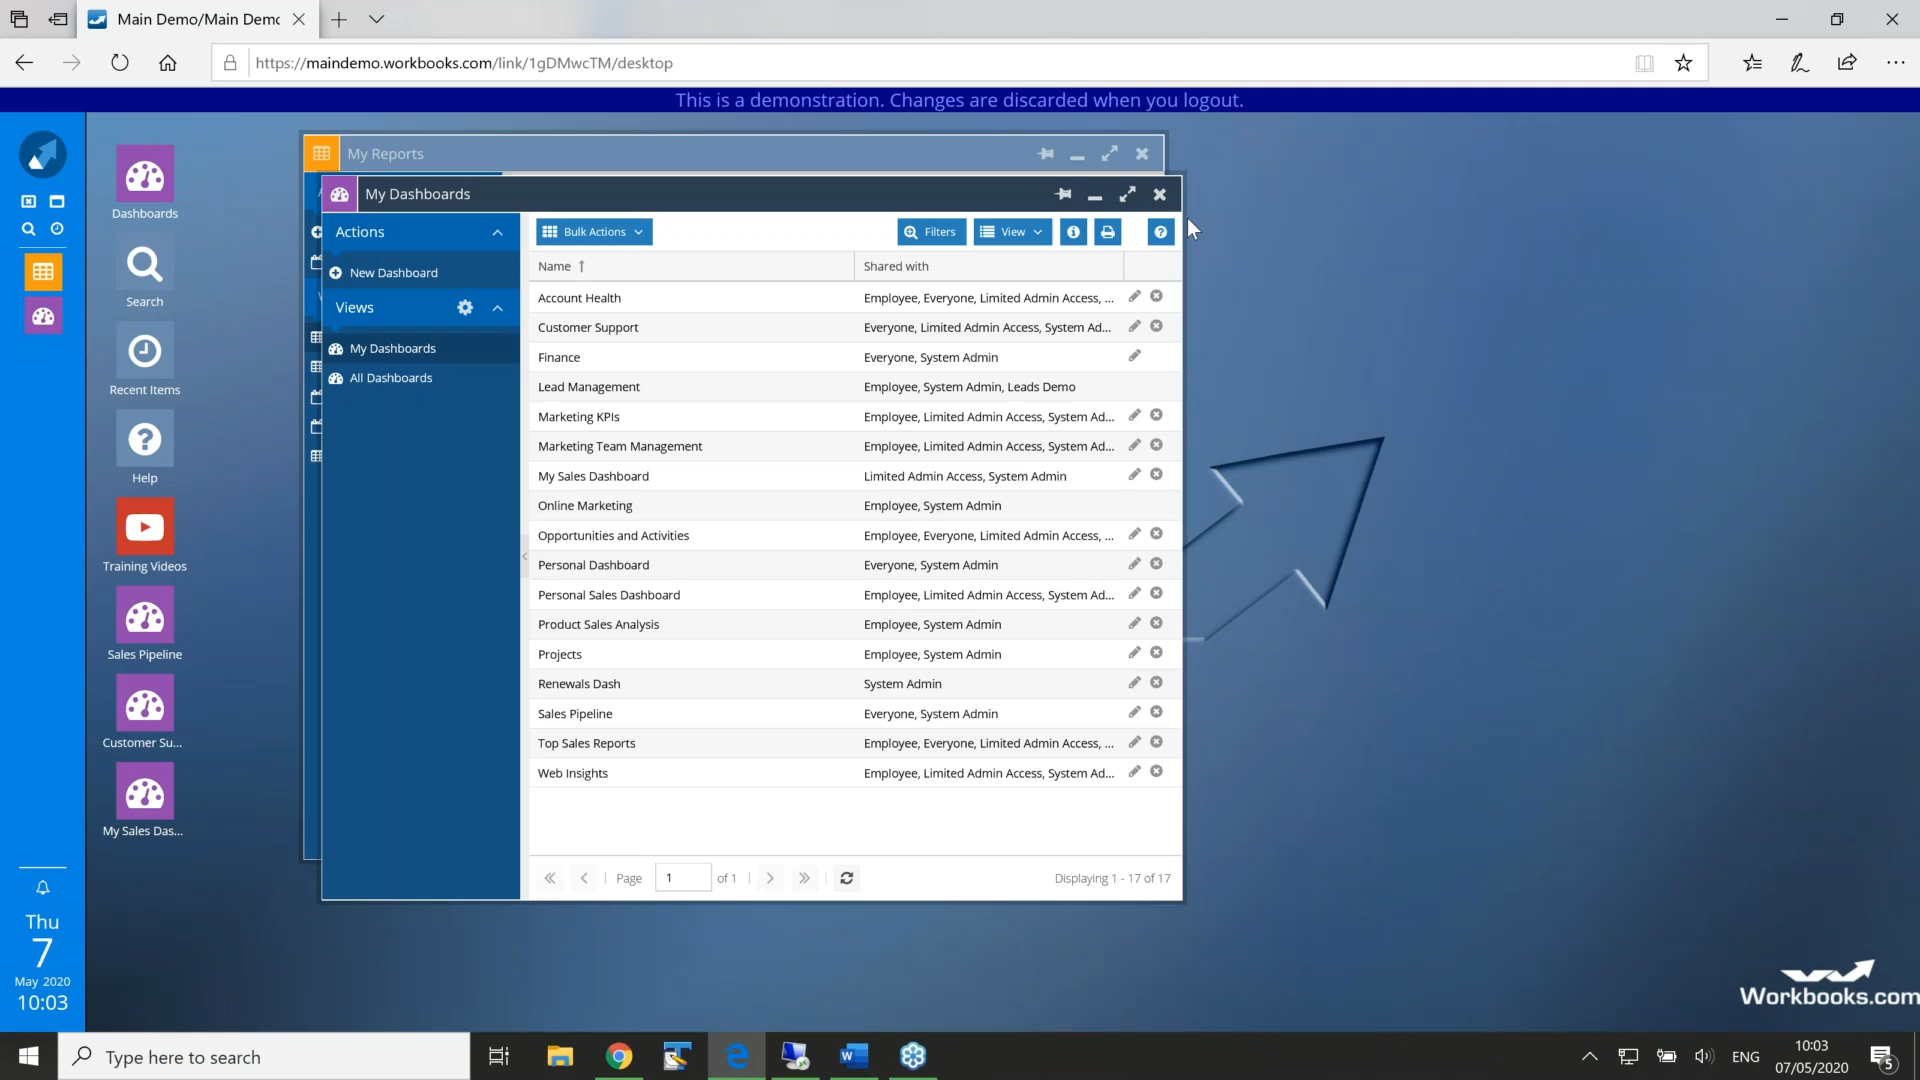 Main Demo/Main Demo
https://maindemo.workbooks.com/link/1gDMwcTM/desktop
This is a demonstration. Changes are discarded when you logout.
Dashboards
Search
Recent Items
Help
Training Videos
Sales Pipeline
Customer Su...
My Sales Das...
Thu
7
May 2020
10:03
My Reports
My Dashboards
Actions
New Dashboard
Views
My Dashboards
All Dashboards
Bulk Actions
Filters
View
Name
Shared with
Account Health
Employee, Everyone, Limited Admin Access, ...
Customer Support
Everyone, Limited Admin Access, System Ad...
Finance
Everyone, System Admin
Lead Management
Employee, System Admin, Leads Demo
Marketing KPIs
Employee, Limited Admin Access, System Ad...
Marketing Team Management
Employee, Limited Admin Access, System Ad...
My Sales Dashboard
Limited Admin Access, System Admin
Online Marketing
Employee, System Admin
Opportunities and Activities
Employee, Everyone, Limited Admin Access, ...
Personal Dashboard
Everyone, System Admin
Personal Sales Dashboard
Employee, Limited Admin Access, System Ad...
Product Sales Analysis
Employee, System Admin
Projects
Employee, System Admin
Renewals Dash
System Admin
Sales Pipeline
Everyone, System Admin
Top Sales Reports
Employee, Everyone, Limited Admin Access, ...
Web Insights
Employee, Limited Admin Access, System Ad...
Page 1 of 1
Displaying 1 - 17 of 17
Workbooks.com
Type here to search
ENG
10:03
07/05/2020
5